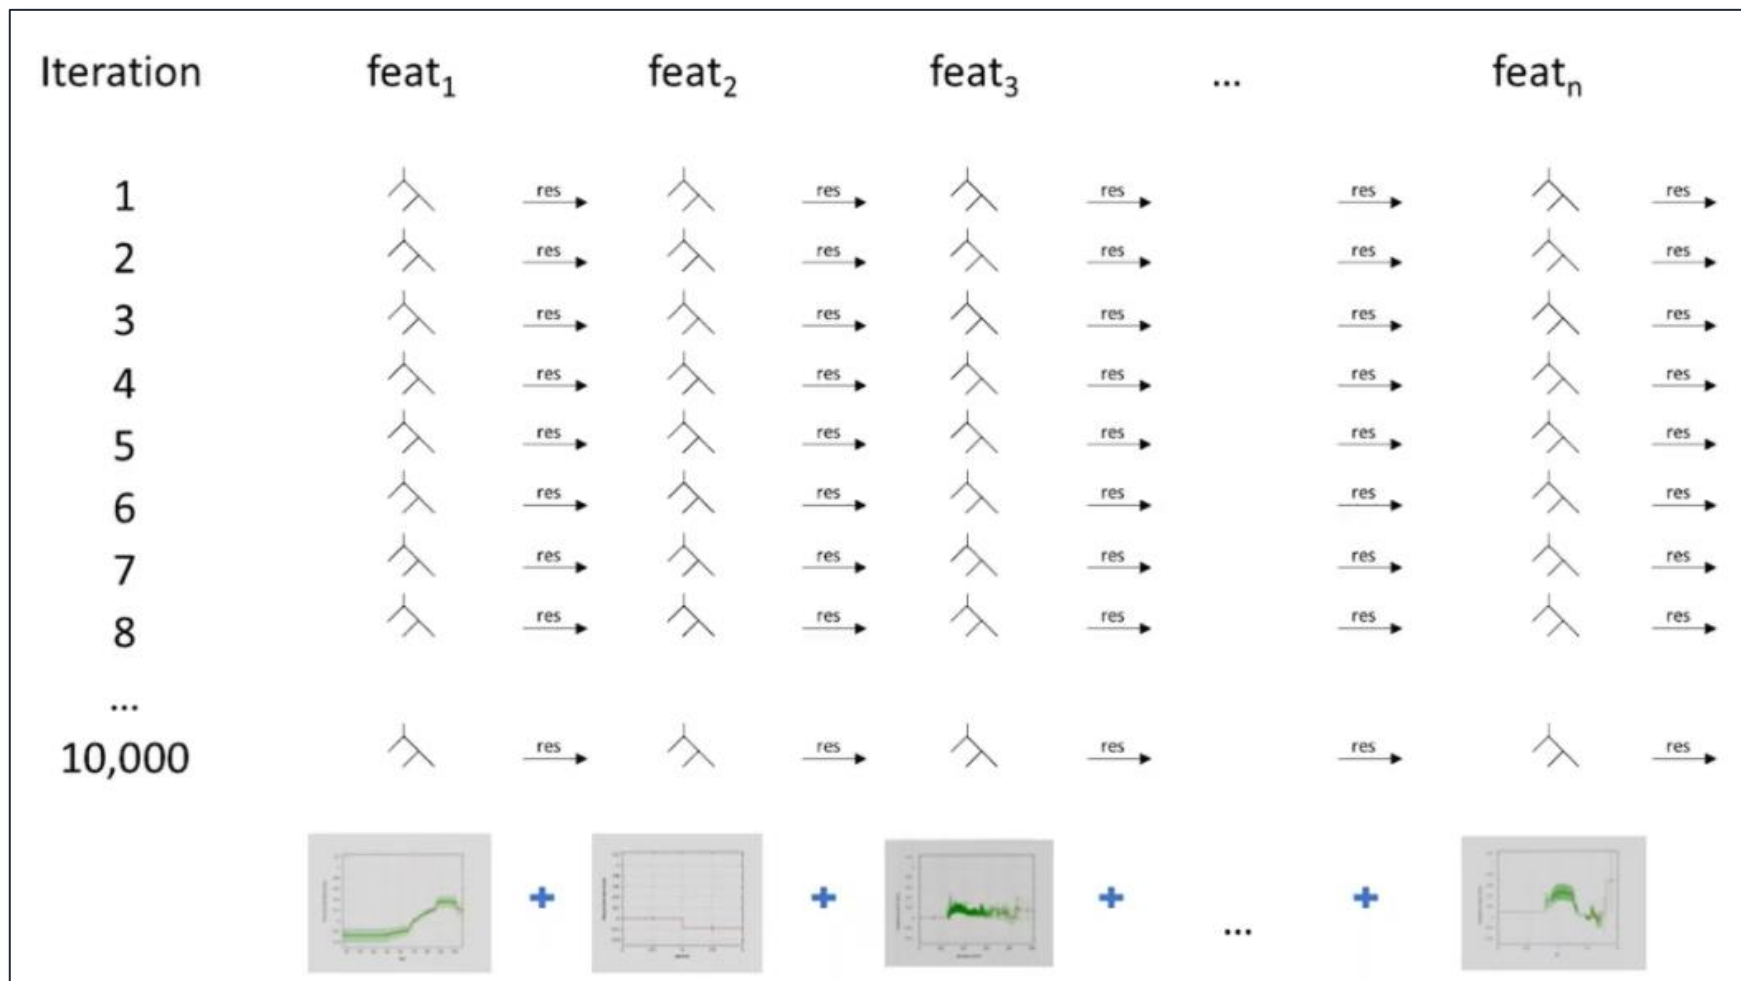 Iteration feat1 feat2 feat3 ... featn
1 res res res res res
2 res res res res res
3 res res res res res
4 res res res res res
5 res res res res res
6 res res res res res
7 res res res res res
8 res res res res res
...
10,000 res res res res res
+ + + ... +